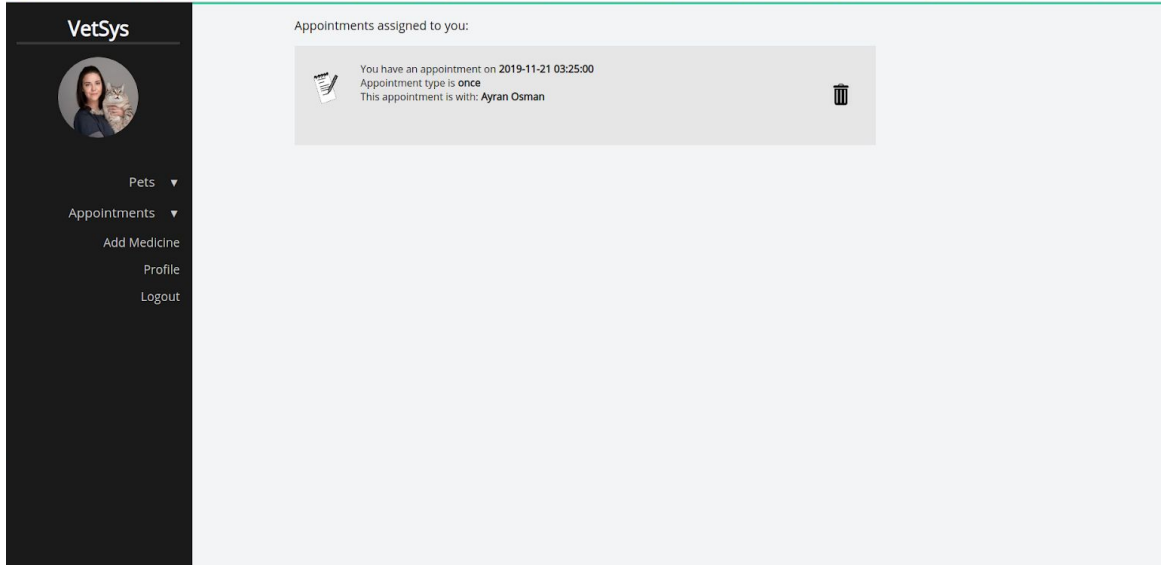 VetSys
Pets ▼
Appointments ▼
Add Medicine
Profile
Logout
Appointments assigned to you:
You have an appointment on 2019-11-21 03:25:00
Appointment type is once
This appointment is with: Ayran Osman